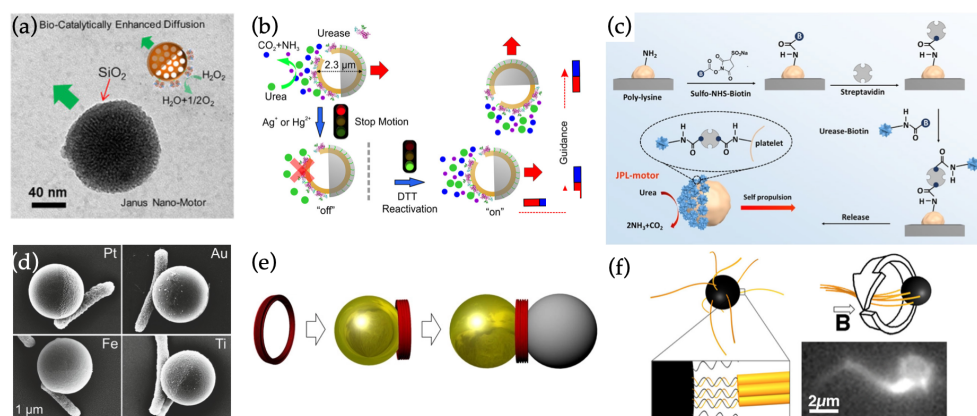 (a)
Bio-Catalytically Enhanced Diffusion
SiO2
H2O2
H2O+1/2O2
40 nm
Janus Nano-Motor
(b)
Urease
CO2+NH3
2.3 µm
Urea
Ag+ or Hg2+
Stop Motion
Guidance
DTT
Reactivation
"off"
"on"
(c)
NH2
Poly-lysine
B
SO3Na
Sulfo-NHS-Biotin
B
Streptavidin
Urease-Biotin
B
platelet
JPL-motor
Urea
Self propulsion
2NH3+CO2
Release
(d)
Pt
Au
Fe
Ti
1 µm
(e)
(f)
B
2µm